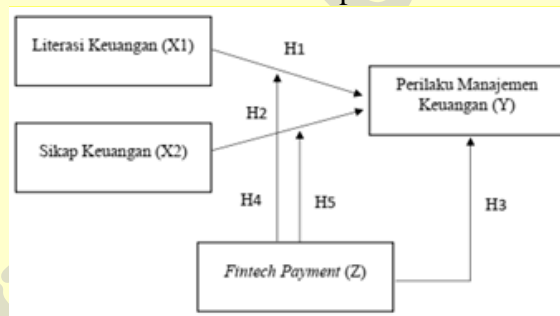 Literasi Keuangan (X1)
H1
Perilaku Manajemen
Keuangan (Y)
H2
Sikap Keuangan (X2)
H4
H5
H3
Fintech Payment (Z)